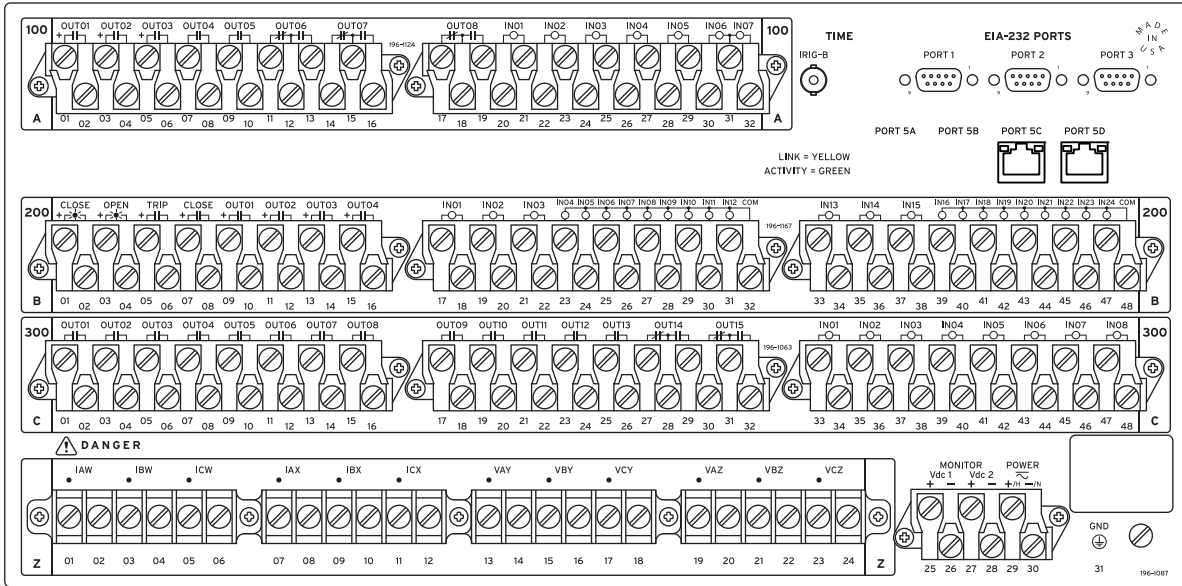 100 OUT01 OUT02 OUT03 OUT04 OUT05 OUT06 OUT07 OUT08 IN01 IN02 IN03 IN04 IN05 IN06 IN07 100
+ + +
196-1124
A 01 02 03 04 05 06 07 08 09 10 11 12 13 14 15 16 17 18 19 20 21 22 23 24 25 26 27 28 29 30 31 32 A
TIME
IRIG-B
EIA-232 PORTS
MADE IN USA
PORT 1 PORT 2 PORT 3
1 1 1
9 9 9
PORT 5A PORT 5B PORT 5C PORT 5D
LINK = YELLOW
ACTIVITY = GREEN
200 CLOSE OPEN TRIP CLOSE OUT01 OUT02 OUT03 OUT04 IN01 IN02 IN03 IN04 IN05 IN06 IN07 IN08 IN09 IN10 IN11 IN12 COM IN13 IN14 IN15 IN16 IN17 IN18 IN19 IN20 IN21 IN22 IN23 IN24 COM 200
+ + + + + + + +
196-1167
B 01 02 03 04 05 06 07 08 09 10 11 12 13 14 15 16 17 18 19 20 21 22 23 24 25 26 27 28 29 30 31 32 33 34 35 36 37 38 39 40 41 42 43 44 45 46 47 48 B
300 OUT01 OUT02 OUT03 OUT04 OUT05 OUT06 OUT07 OUT08 OUT09 OUT10 OUT11 OUT12 OUT13 OUT14 OUT15 IN01 IN02 IN03 IN04 IN05 IN06 IN07 IN08 300
196-1063
C 01 02 03 04 05 06 07 08 09 10 11 12 13 14 15 16 17 18 19 20 21 22 23 24 25 26 27 28 29 30 31 32 33 34 35 36 37 38 39 40 41 42 43 44 45 46 47 48 C
DANGER
IAW IBW ICW IAX IBX ICX VAY VBY VCY VAZ VBZ VCZ
Z 01 02 03 04 05 06 07 08 09 10 11 12 13 14 15 16 17 18 19 20 21 22 23 24 Z
MONITOR POWER
Vdc 1 Vdc 2
+ − + − +/H −/N
25 26 27 28 29 30
GND
31
196-1087